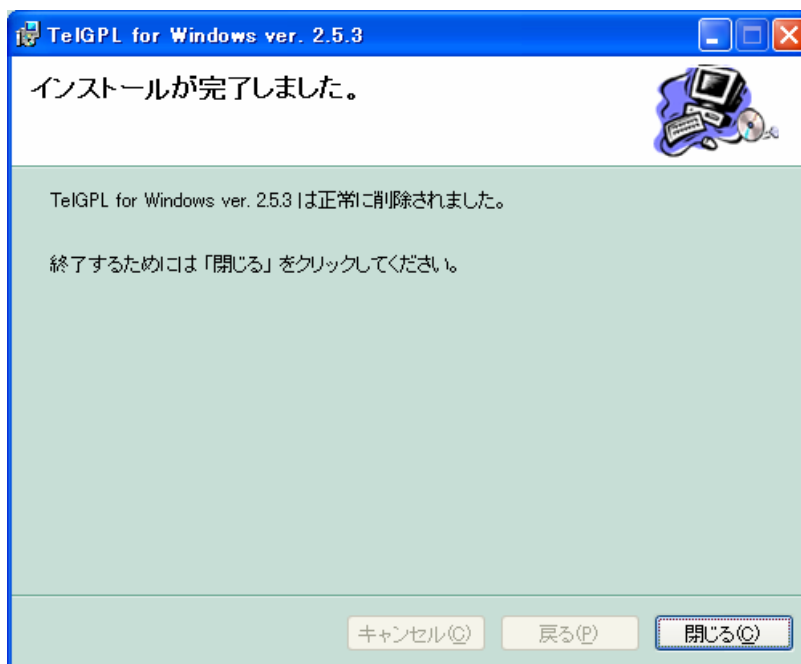 TelGPL for Windows ver. 2.5.3
インストールが完了しました。
TelGPL for Windows ver. 2.5.3 は正常に削除されました。
終了するためには「閉じる」をクリックしてください。
キャンセル(C) 戻る(P) 閉じる(C)